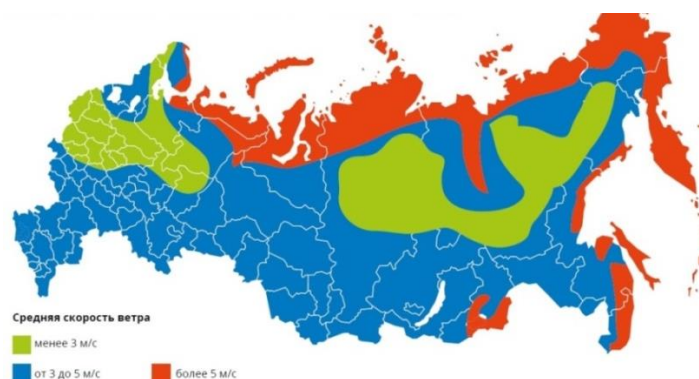 Средняя скорость ветра
менее 3 м/с
от 3 до 5 м/с
более 5 м/с